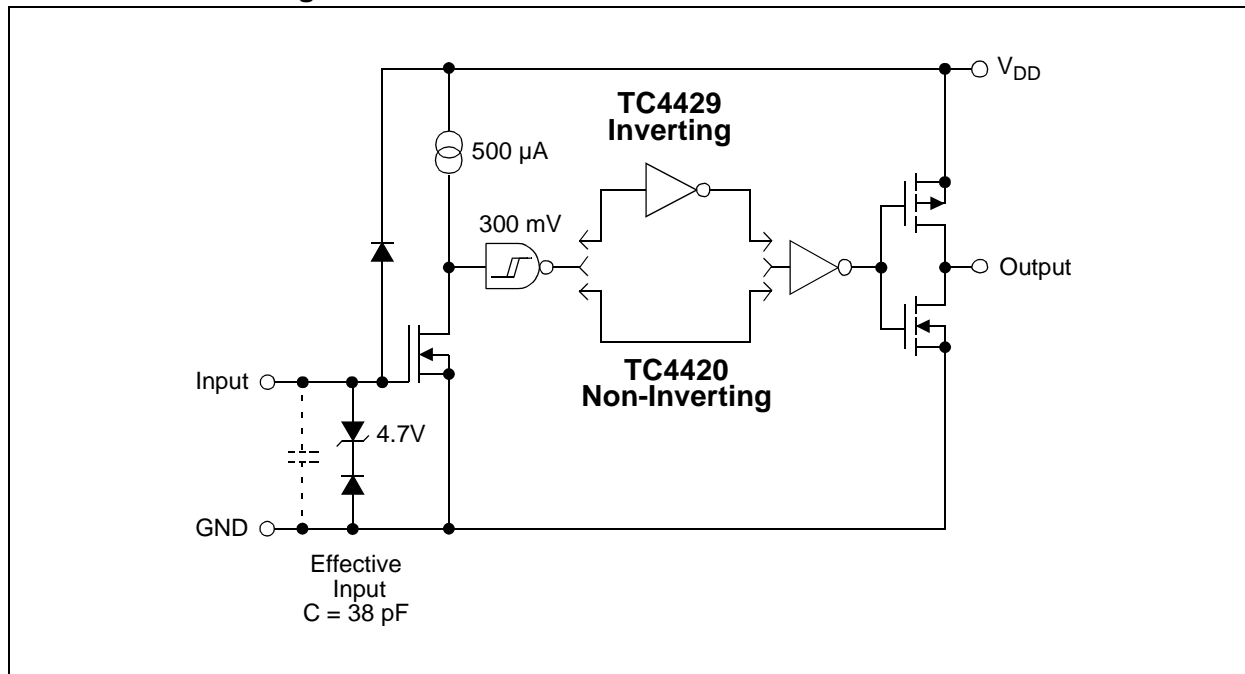 V_DD
TC4429
Inverting
500 µA
300 mV
Output
TC4420
Non-Inverting
Input
4.7V
GND
Effective
Input
C = 38 pF